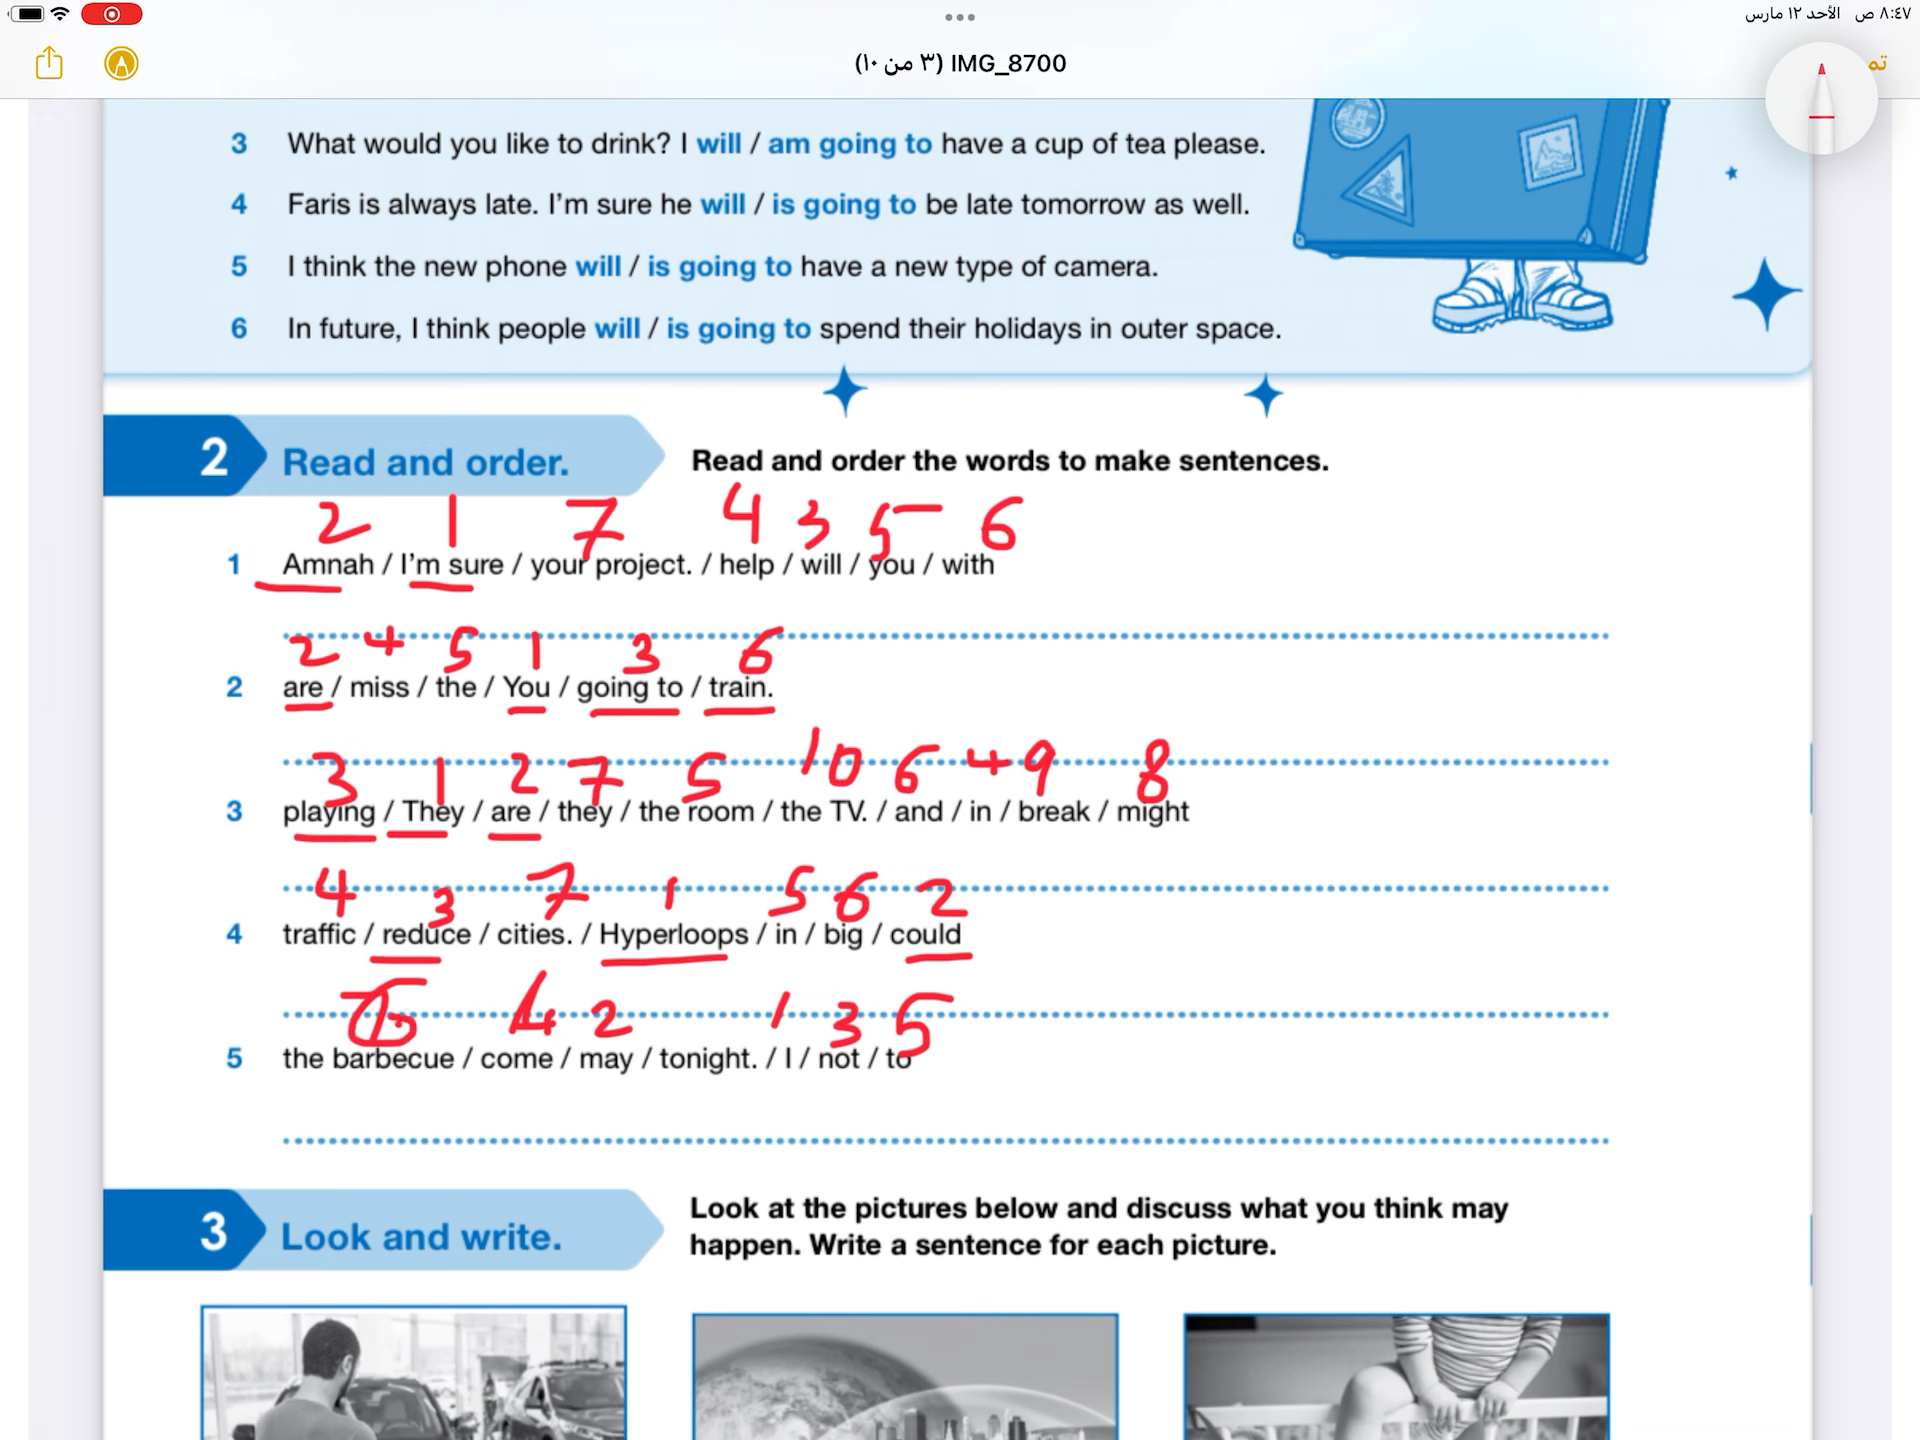 ٨:٤٧ ص الأحد ١٢ مارس
IMG_8700 (٣ من ١٠)
تم
3 What would you like to drink? I will / am going to have a cup of tea please.
4 Faris is always late. I'm sure he will / is going to be late tomorrow as well.
5 I think the new phone will / is going to have a new type of camera.
6 In future, I think people will / is going to spend their holidays in outer space.
2 Read and order. Read and order the words to make sentences.
2 1 7 4 3 5 6
1 Amnah / I'm sure / your project. / help / will / you / with
2 4 5 1 3 6
2 are / miss / the / You / going to / train.
3 1 2 7 5 10 6 4 9 8
3 playing / They / are / they / the room / the TV. / and / in / break / might
4 3 7 1 5 6 2
4 traffic / reduce / cities. / Hyperloops / in / big / could
4 2 1 3 5
5 the barbecue / come / may / tonight. / I / not / to
3 Look and write. Look at the pictures below and discuss what you think may
happen. Write a sentence for each picture.